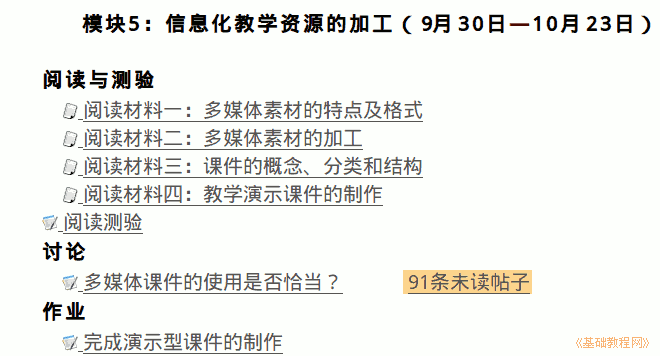 模块5：信息化教学资源的加工（9月30日—10月23日）
阅读与测验
阅读材料一：多媒体素材的特点及格式
阅读材料二：多媒体素材的加工
阅读材料三：课件的概念、分类和结构
阅读材料四：教学演示课件的制作
阅读测验
讨论
多媒体课件的使用是否恰当？ 91条未读帖子
作业
完成演示型课件的制作
《基础教程网》